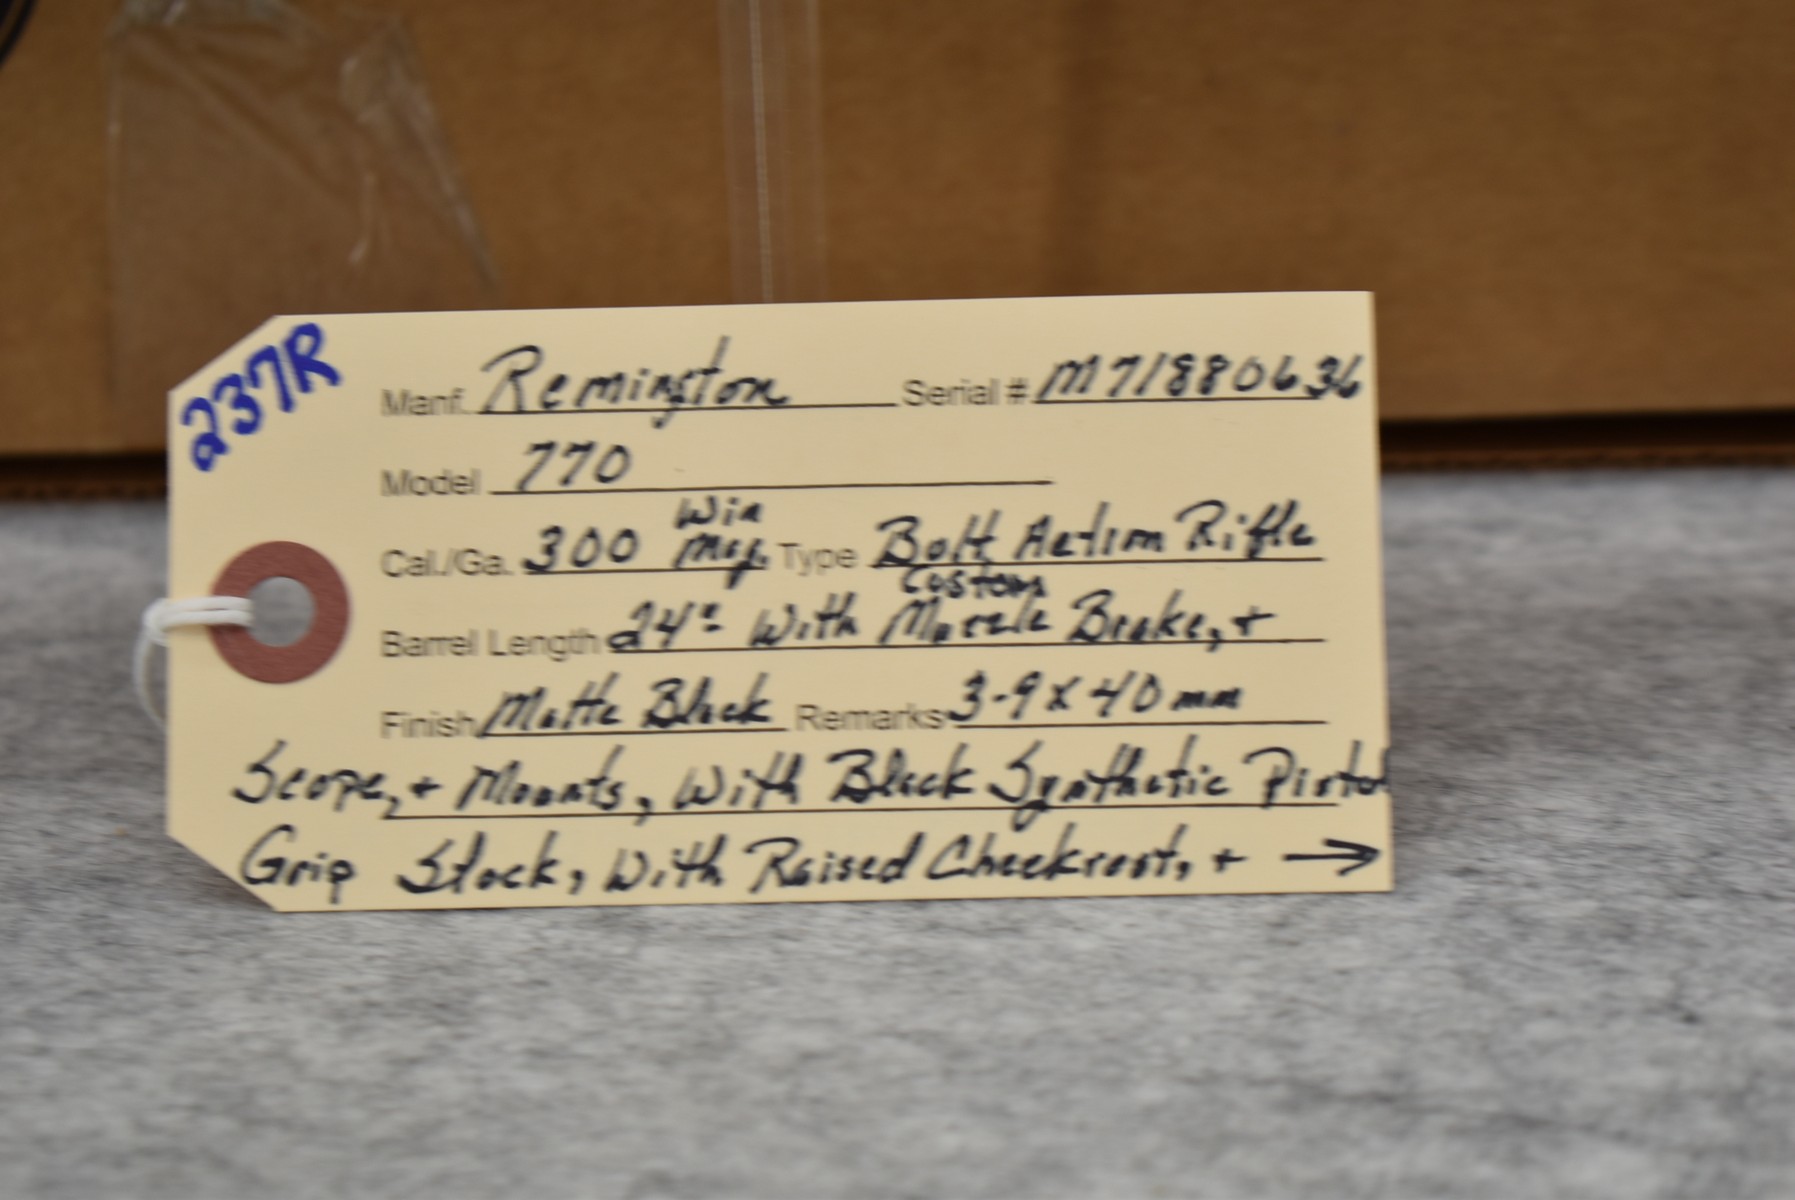 237R
Manf. Remington Serial # M71880636
Model 770
Cal./Ga. 300 Win Mag. Type Bolt Action Rifle
Barrel Length 24" With Custom Muzzle Brake, +
Finish Matte Black Remarks 3-9 X 40 mm
Scope, + Mounts, With Black Synthetic Pistol
Grip Stock, With Raised Cheekrest, + →